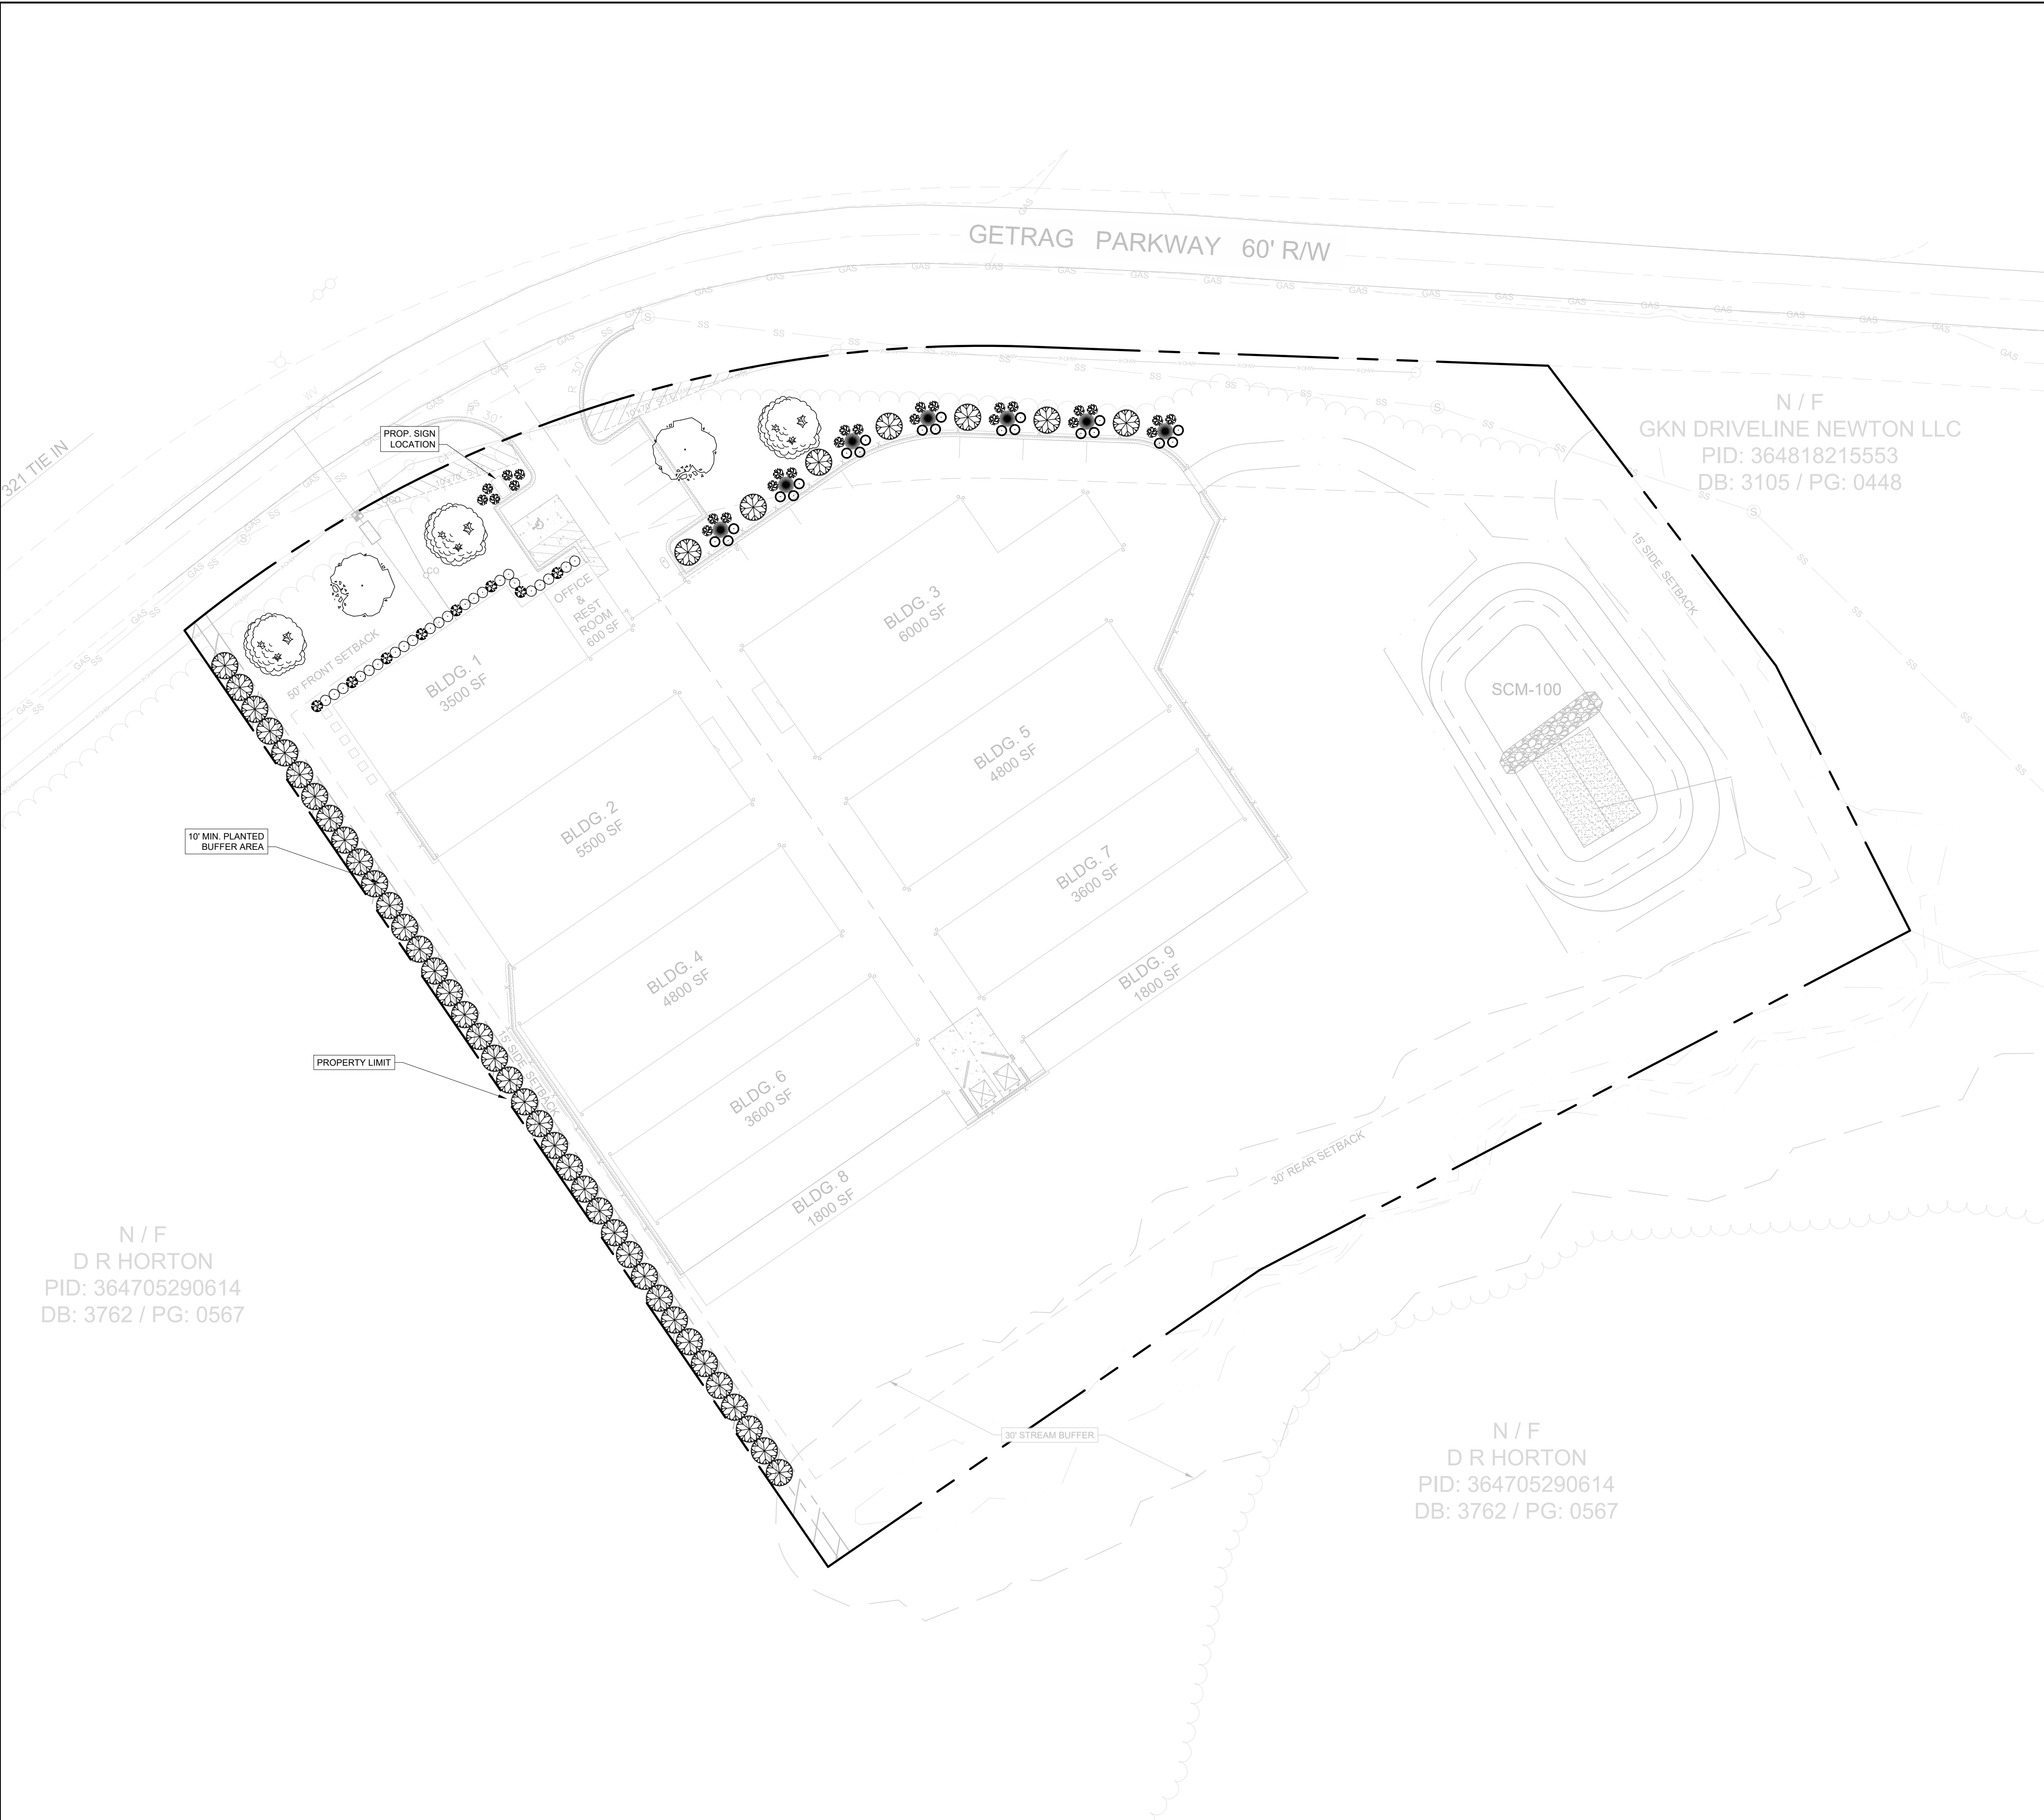 GETRAG PARKWAY 60' R/W
GAS
R 30'
321 TIE IN
PROP. SIGN
LOCATION
N / F
GKN DRIVELINE NEWTON LLC
PID: 364818215553
DB: 3105 / PG: 0448
15' SIDE SETBACK
50' FRONT SETBACK
OFFICE
&
REST
ROOM
600 SF
BLDG. 1
3500 SF
BLDG. 3
6000 SF
SCM-100
BLDG. 5
4800 SF
BLDG. 2
5500 SF
10' MIN. PLANTED
BUFFER AREA
BLDG. 7
3600 SF
BLDG. 4
4800 SF
BLDG. 9
1800 SF
PROPERTY LIMIT
15' SIDE SETBACK
BLDG. 6
3600 SF
30' REAR SETBACK
BLDG. 8
1800 SF
N / F
D R HORTON
PID: 364705290614
DB: 3762 / PG: 0567
30' STREAM BUFFER
N / F
D R HORTON
PID: 364705290614
DB: 3762 / PG: 0567